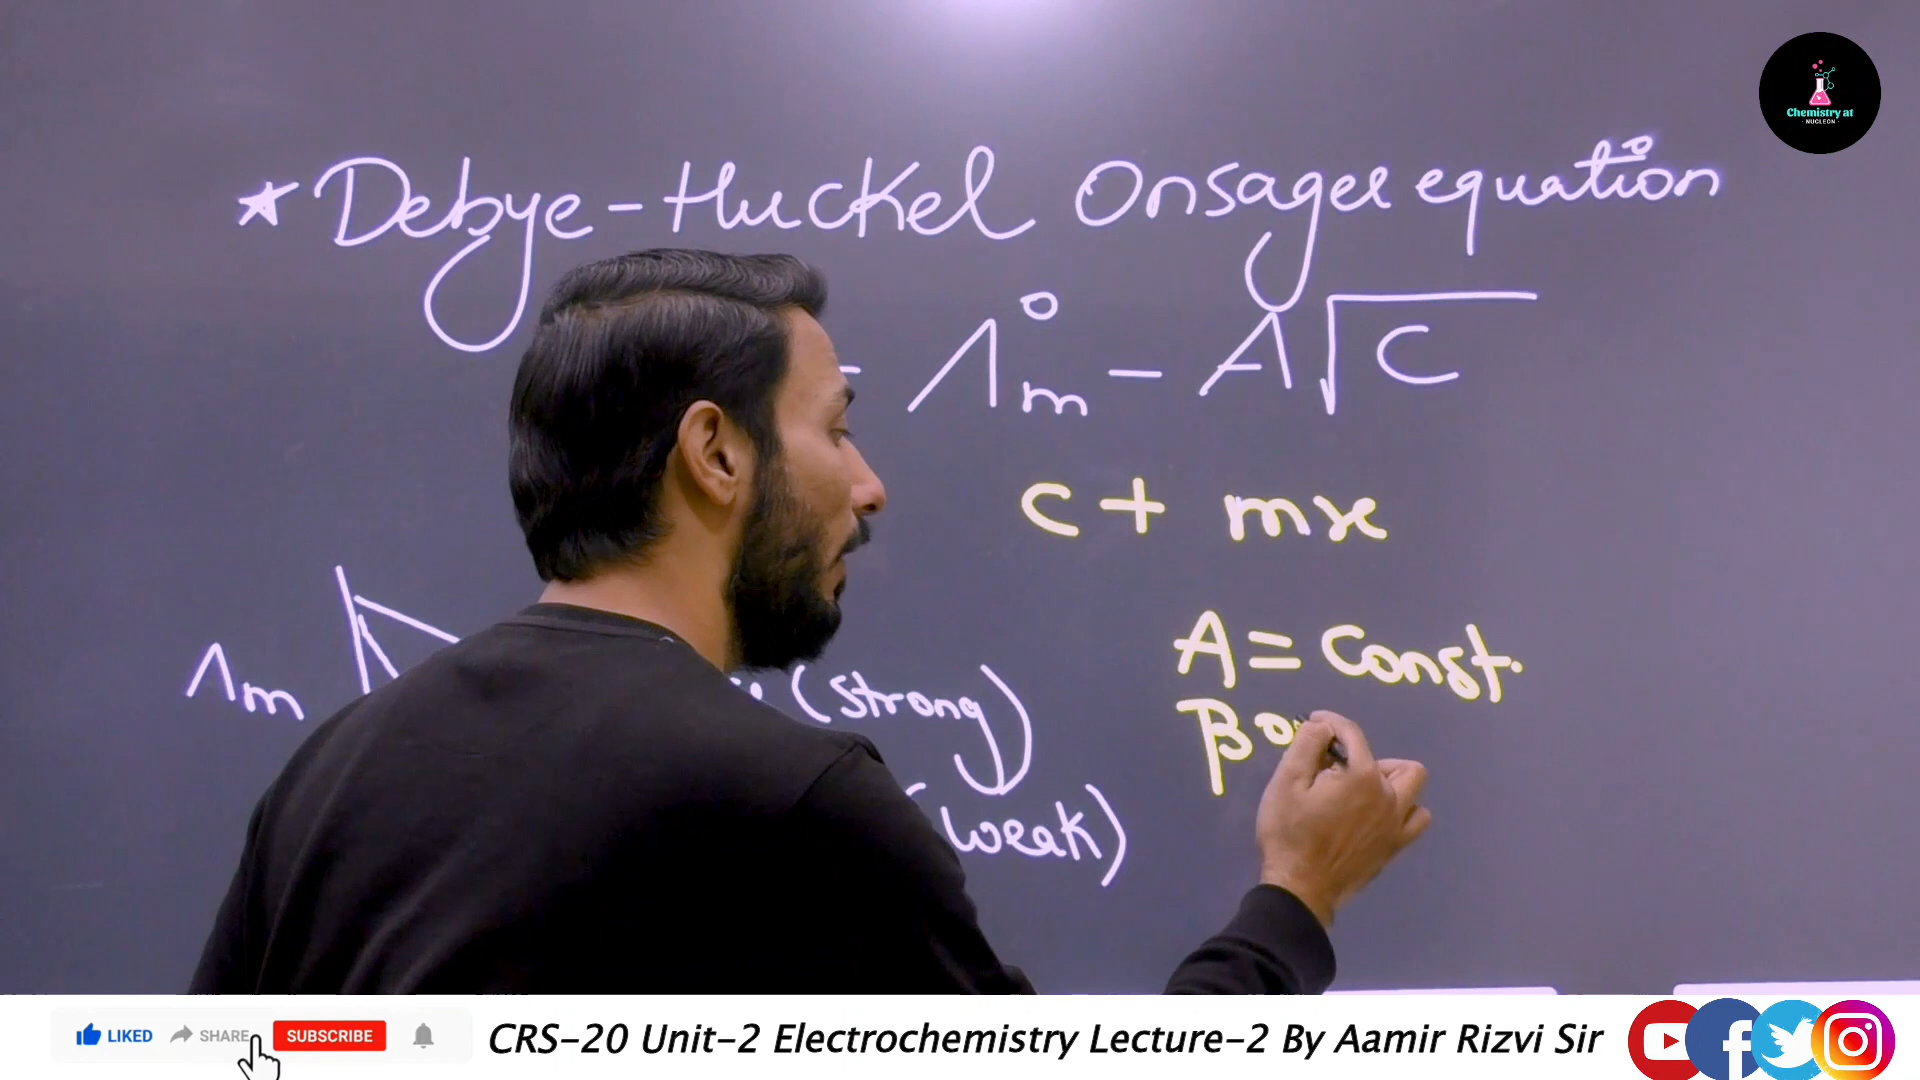 Chemistry at
NUCLEON
★ Debye-Huckel Onsager equation
Λ°m - A√C
c + mx
A = Const.
Λm
(strong)
(weak)
LIKED SHARE SUBSCRIBE
CRS-20 Unit-2 Electrochemistry Lecture-2 By Aamir Rizvi Sir